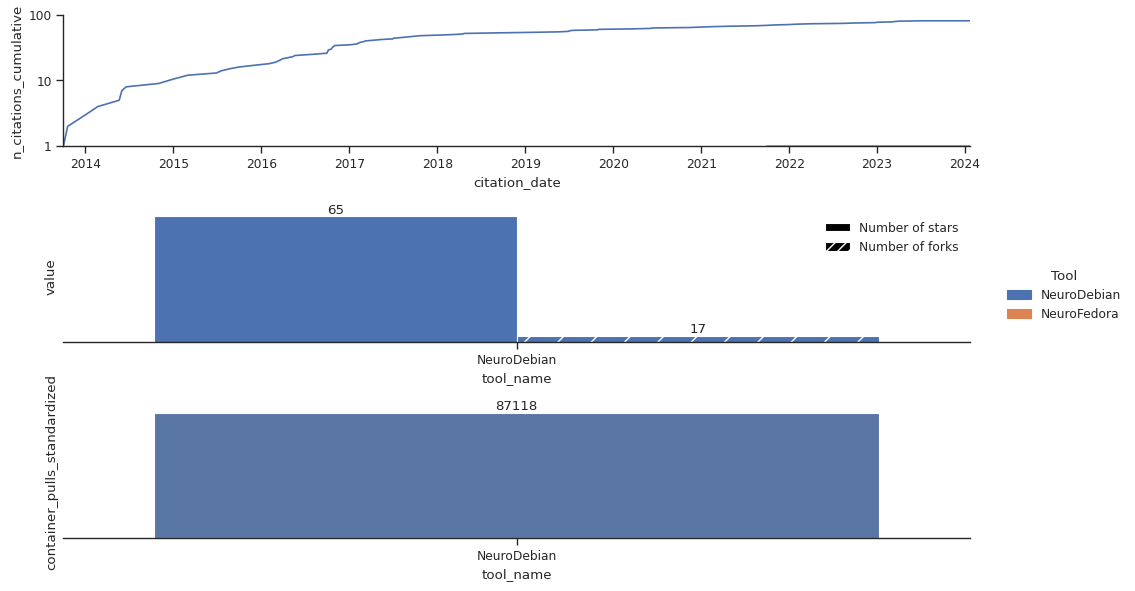 n_citations_cumulative
100
10
1
2014 2015 2016 2017 2018 2019 2020 2021 2022 2023 2024
citation_date
65
17
Number of stars
Number of forks
value
NeuroDebian
tool_name
Tool
NeuroDebian
NeuroFedora
87118
container_pulls_standardized
NeuroDebian
tool_name